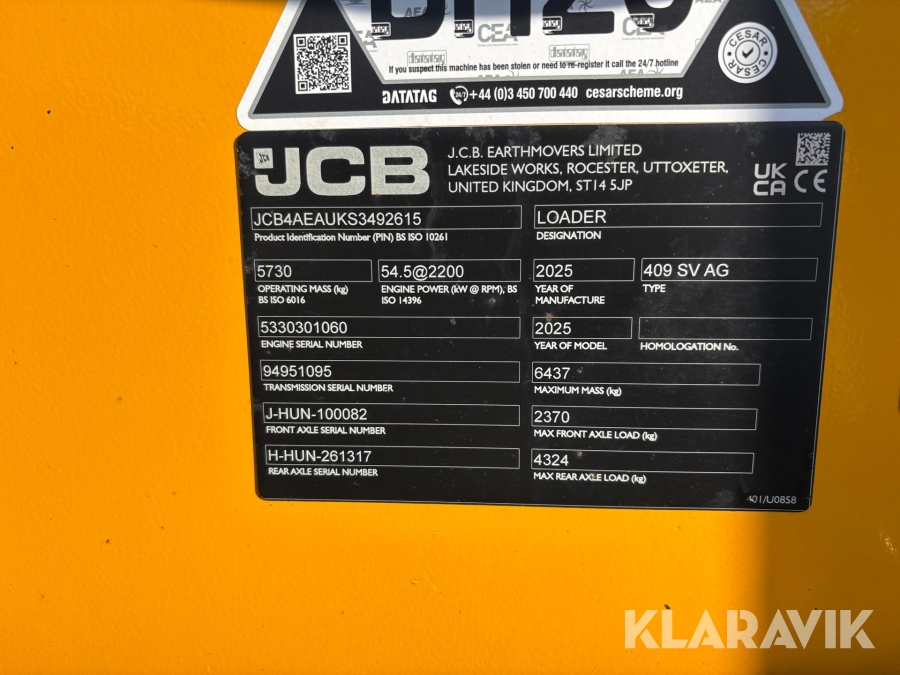 AEA
CEA
datatag
If you suspect this machine has been stolen or need to re-register it call the 24/7 hotline
DATATAG 24/7 +44 (0)3 450 700 440 cesarscheme.org
CESAR
CESAR
JCB
J.C.B. EARTHMOVERS LIMITED
LAKESIDE WORKS, ROCESTER, UTTOXETER,
UNITED KINGDOM, ST14 5JP
UK
CA CE
JCB4AEAUKS3492615
Product Identification Number (PIN) BS ISO 10261
LOADER
DESIGNATION
5730
OPERATING MASS (kg)
BS ISO 6016
54.5@2200
ENGINE POWER (kW @ RPM), BS
ISO 14396
2025
YEAR OF
MANUFACTURE
409 SV AG
TYPE
5330301060
ENGINE SERIAL NUMBER
2025
YEAR OF MODEL
HOMOLOGATION No.
94951095
TRANSMISSION SERIAL NUMBER
6437
MAXIMUM MASS (kg)
J-HUN-100082
FRONT AXLE SERIAL NUMBER
2370
MAX FRONT AXLE LOAD (kg)
H-HUN-261317
REAR AXLE SERIAL NUMBER
4324
MAX REAR AXLE LOAD (kg)
401/U0858
KLARAVIK